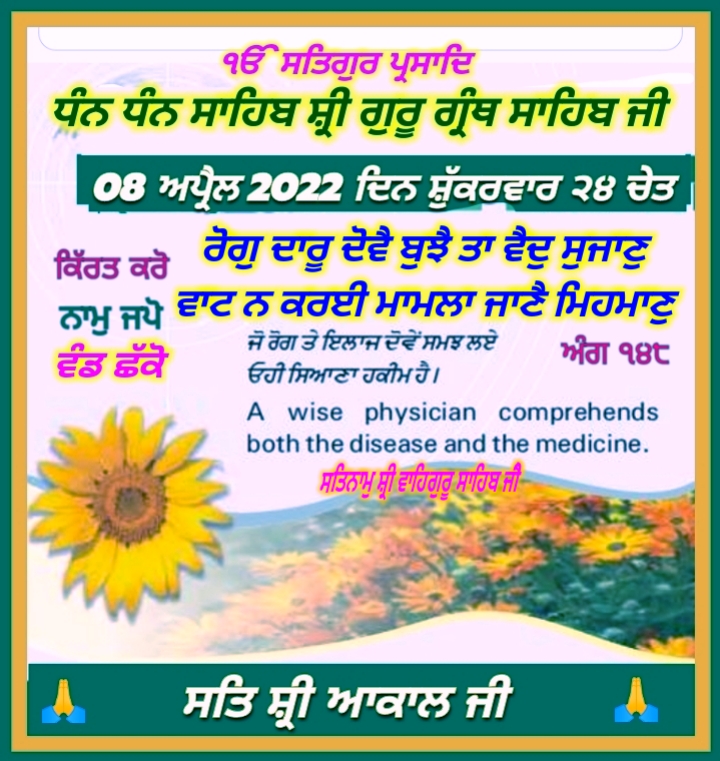 ੴ ਸਤਿਗੁਰ ਪ੍ਰਸਾਦਿ
ਧੰਨ ਧੰਨ ਸਾਹਿਬ ਸ਼੍ਰੀ ਗੁਰੂ ਗ੍ਰੰਥ ਸਾਹਿਬ ਜੀ
08 ਅਪ੍ਰੈਲ 2022 ਦਿਨ ਸ਼ੁੱਕਰਵਾਰ ੨੪ ਚੇਤ
ਕਿੱਰਤ ਕਰੋ
ਨਾਮੁ ਜਪੋ
ਵੰਡ ਛੱਕੋ
ਰੋਗੁ ਦਾਰੂ ਦੋਵੈ ਬੁਝੈ ਤਾ ਵੈਦੁ ਸੁਜਾਣੁ
ਵਾਟ ਨ ਕਰਈ ਮਾਮਲਾ ਜਾਣੈ ਮਿਹਮਾਣੁ
ਜੋ ਰੋਗ ਤੇ ਇਲਾਜ ਦੋਵੇਂ ਸਮਝ ਲਏ
ਓਹੀ ਸਿਆਣਾ ਹਕੀਮ ਹੈ।
ਅੰਗ ੧੪੮
A wise physician comprehends
both the disease and the medicine.
ਸਤਿਨਾਮੁ ਸ਼੍ਰੀ ਵਾਹਿਗੁਰੂ ਸਾਹਿਬ ਜੀ
ਸਤਿ ਸ਼੍ਰੀ ਆਕਾਲ ਜੀ